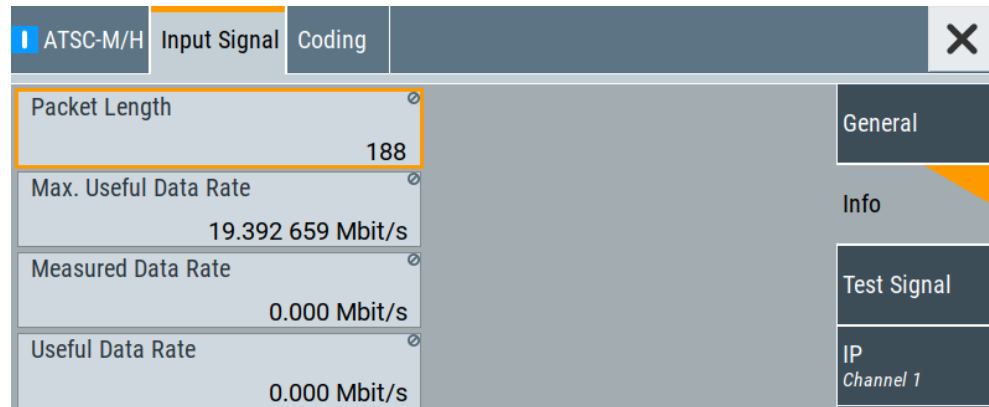 ATSC-M/H Input Signal Coding
Packet Length
188
Max. Useful Data Rate
19.392 659 Mbit/s
Measured Data Rate
0.000 Mbit/s
Useful Data Rate
0.000 Mbit/s
General
Info
Test Signal
IP
Channel 1